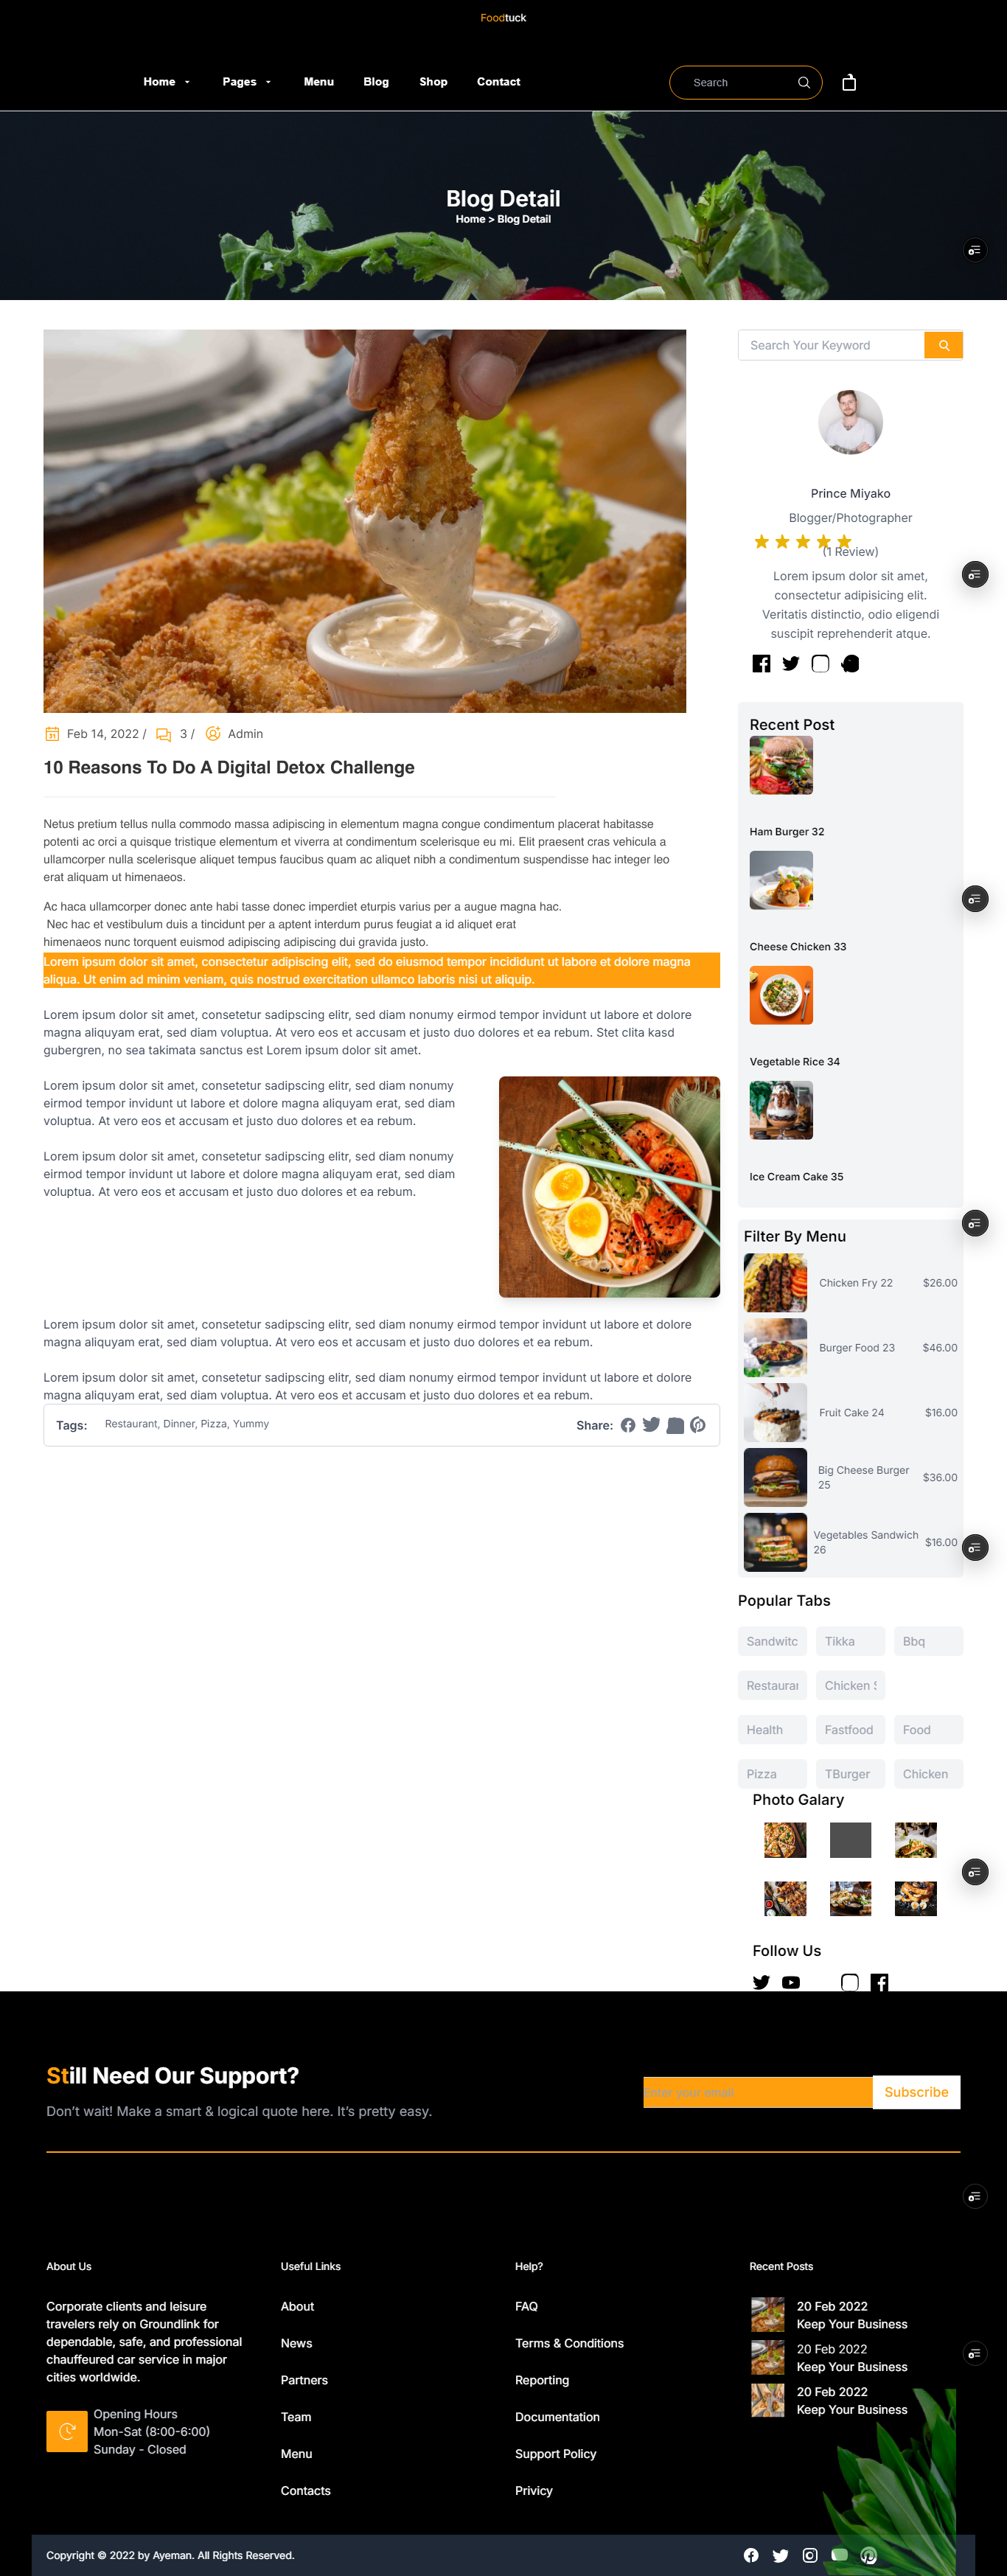 Foodtuck
Home Pages Menu Blog Shop Contact
Search
Blog Detail
Home > Blog Detail
Feb 14, 2022 / 3 / Admin
10 Reasons To Do A Digital Detox Challenge
Netus pretium tellus nulla commodo massa adipiscing in elementum magna congue condimentum placerat habitasse
potenti ac orci a quisque tristique elementum et viverra at condimentum scelerisque eu mi. Elit praesent cras vehicula a
ullamcorper nulla scelerisque aliquet tempus faucibus quam ac aliquet nibh a condimentum suspendisse hac integer leo
erat aliquam ut himenaeos.
Ac haca ullamcorper donec ante habi tasse donec imperdiet eturpis varius per a augue magna hac.
Nec hac et vestibulum duis a tincidunt per a aptent interdum purus feugiat a id aliquet erat
himenaeos nunc torquent euismod adipiscing adipiscing dui gravida justo.
Lorem ipsum dolor sit amet, consectetur adipiscing elit, sed do eiusmod tempor incididunt ut labore et dolore magna
aliqua. Ut enim ad minim veniam, quis nostrud exercitation ullamco laboris nisi ut aliquip.
Lorem ipsum dolor sit amet, consetetur sadipscing elitr, sed diam nonumy eirmod tempor invidunt ut labore et dolore
magna aliquyam erat, sed diam voluptua. At vero eos et accusam et justo duo dolores et ea rebum. Stet clita kasd
gubergren, no sea takimata sanctus est Lorem ipsum dolor sit amet.
Lorem ipsum dolor sit amet, consetetur sadipscing elitr, sed diam nonumy
eirmod tempor invidunt ut labore et dolore magna aliquyam erat, sed diam
voluptua. At vero eos et accusam et justo duo dolores et ea rebum.
Lorem ipsum dolor sit amet, consetetur sadipscing elitr, sed diam nonumy
eirmod tempor invidunt ut labore et dolore magna aliquyam erat, sed diam
voluptua. At vero eos et accusam et justo duo dolores et ea rebum.
Lorem ipsum dolor sit amet, consetetur sadipscing elitr, sed diam nonumy eirmod tempor invidunt ut labore et dolore
magna aliquyam erat, sed diam voluptua. At vero eos et accusam et justo duo dolores et ea rebum.
Lorem ipsum dolor sit amet, consetetur sadipscing elitr, sed diam nonumy eirmod tempor invidunt ut labore et dolore
magna aliquyam erat, sed diam voluptua. At vero eos et accusam et justo duo dolores et ea rebum.
Tags: Restaurant, Dinner, Pizza, Yummy Share:
Search Your Keyword
Prince Miyako
Blogger/Photographer
(1 Review)
Lorem ipsum dolor sit amet,
consectetur adipisicing elit.
Veritatis distinctio, odio eligendi
suscipit reprehenderit atque.
Recent Post
Ham Burger 32
Cheese Chicken 33
Vegetable Rice 34
Ice Cream Cake 35
Filter By Menu
Chicken Fry 22 $26.00
Burger Food 23 $46.00
Fruit Cake 24 $16.00
Big Cheese Burger
25 $36.00
Vegetables Sandwich
26 $16.00
Popular Tabs
Sandwitc Tikka Bbq
Restaurar Chicken S
Health Fastfood Food
Pizza TBurger Chicken
Photo Galary
Follow Us
Still Need Our Support?
Don't wait! Make a smart & logical quote here. It's pretty easy.
Enter your email Subscribe
About Us
Corporate clients and leisure
travelers rely on Groundlink for
dependable, safe, and professional
chauffeured car service in major
cities worldwide.
Opening Hours
Mon-Sat (8:00-6:00)
Sunday - Closed
Useful Links
About
News
Partners
Team
Menu
Contacts
Help?
FAQ
Terms & Conditions
Reporting
Documentation
Support Policy
Privicy
Recent Posts
20 Feb 2022
Keep Your Business
20 Feb 2022
Keep Your Business
20 Feb 2022
Keep Your Business
Copyright © 2022 by Ayeman. All Rights Reserved.